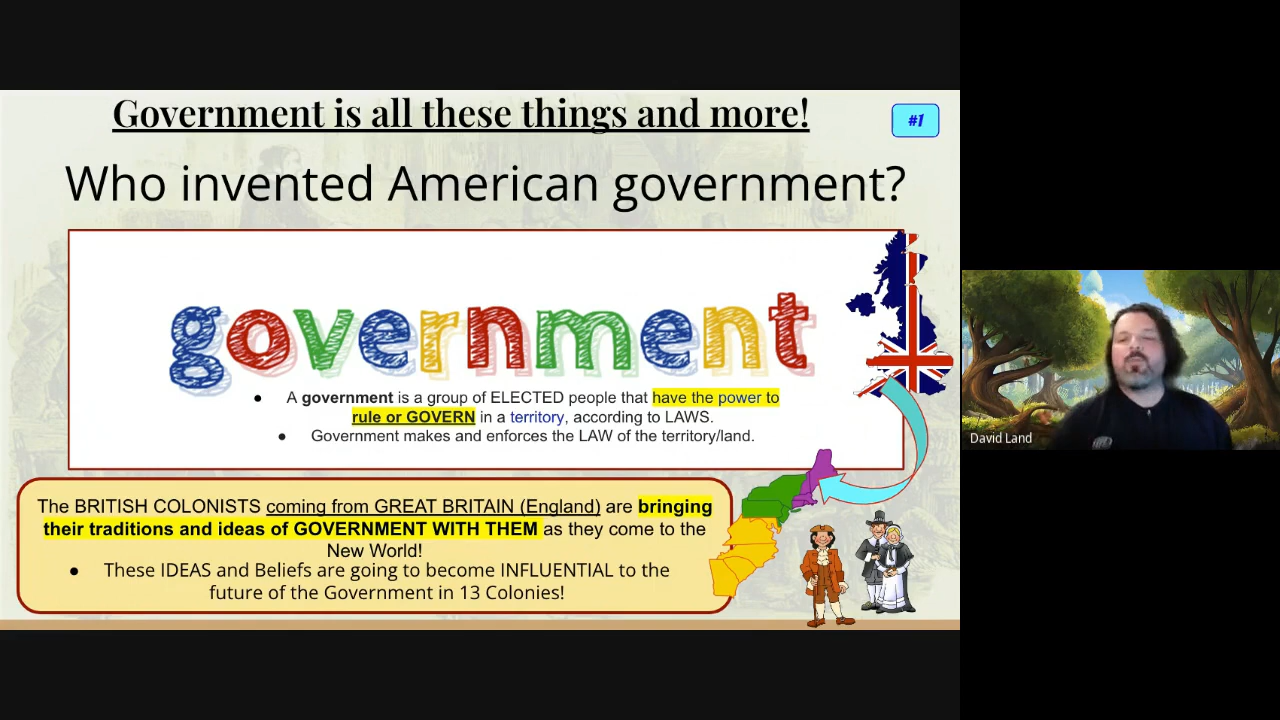 Government is all these things and more!
#1
Who invented American government?
government
● A government is a group of ELECTED people that have the power to
rule or GOVERN in a territory, according to LAWS.
● Government makes and enforces the LAW of the territory/land.
The BRITISH COLONISTS coming from GREAT BRITAIN (England) are bringing
their traditions and ideas of GOVERNMENT WITH THEM as they come to the
New World!
● These IDEAS and Beliefs are going to become INFLUENTIAL to the
future of the Government in 13 Colonies!
David Land